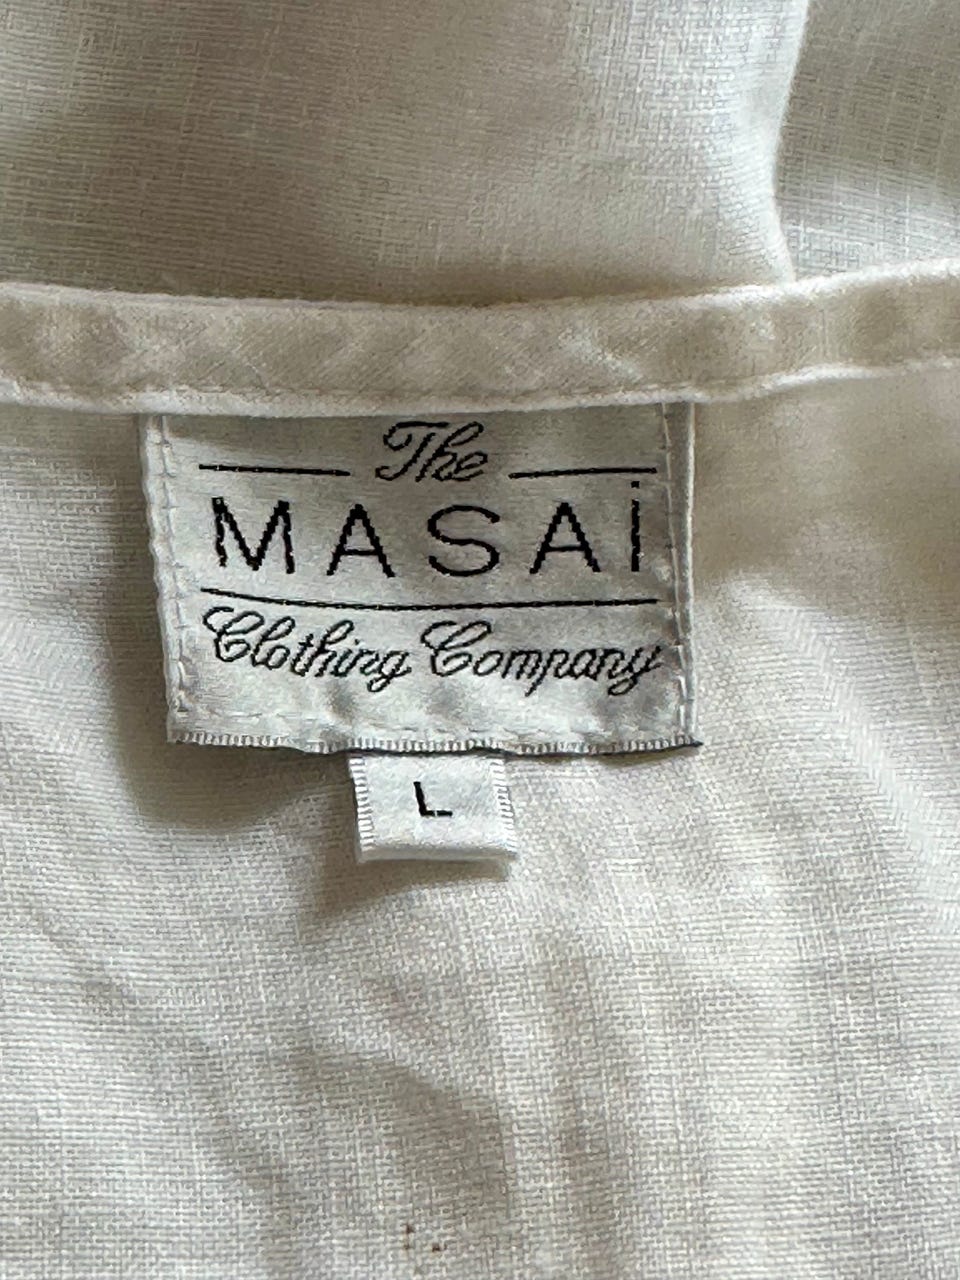 The
MASAi
Clothing Company
L